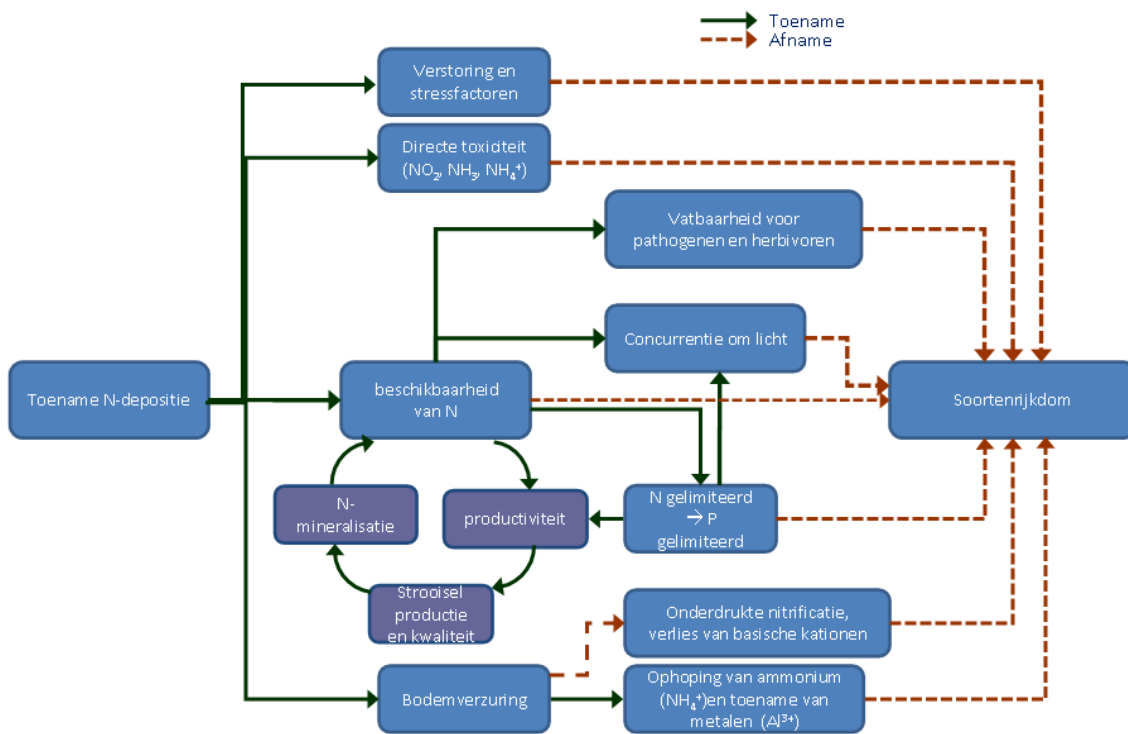 Toename
Afname
Verstoring en
stressfactoren
Directe toxiciteit
(NO₂, NH₃, NH₄⁺)
Vatbaarheid voor
pathogenen en herbivoren
Concurrentie om licht
Toename N-depositie
beschikbaarheid
van N
Soortenrijkdom
N-
mineralisatie
productiviteit
N gelimiteerd
→ P
gelimiteerd
Strooisel
productie
en kwaliteit
Onderdrukte nitrificatie,
verlies van basische kationen
Bodemverzuring
Ophoping van ammonium
(NH₄⁺)en toename van
metalen (Al³⁺)